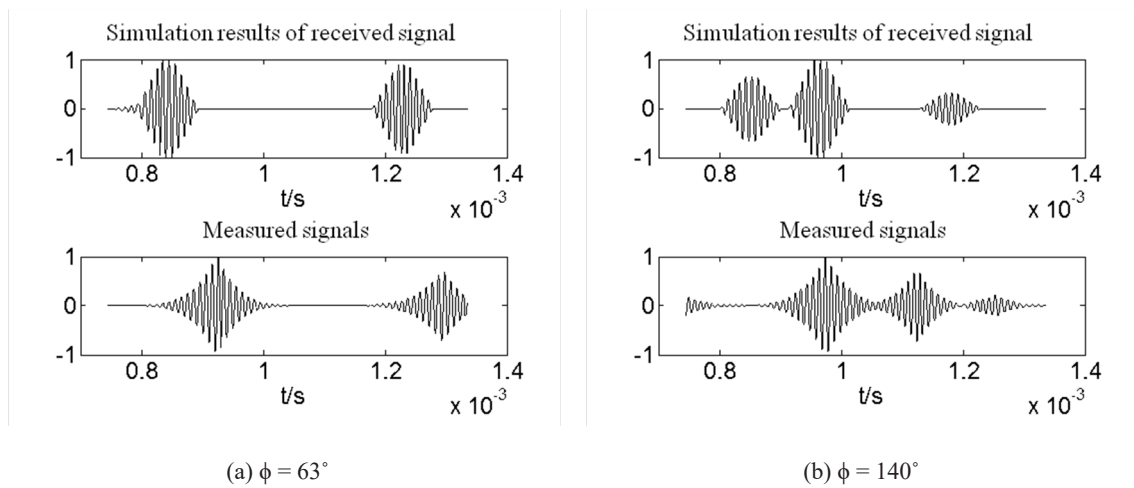 Simulation results of received signal
1
0
-1
0.8 1 1.2 1.4
t/s
x 10-3
Measured signals
1
0
-1
0.8 1 1.2 1.4
t/s
x 10-3
(a) ϕ = 63˚
Simulation results of received signal
1
0
-1
0.8 1 1.2 1.4
t/s
x 10-3
Measured signals
1
0
-1
0.8 1 1.2 1.4
t/s
x 10-3
(b) ϕ = 140˚